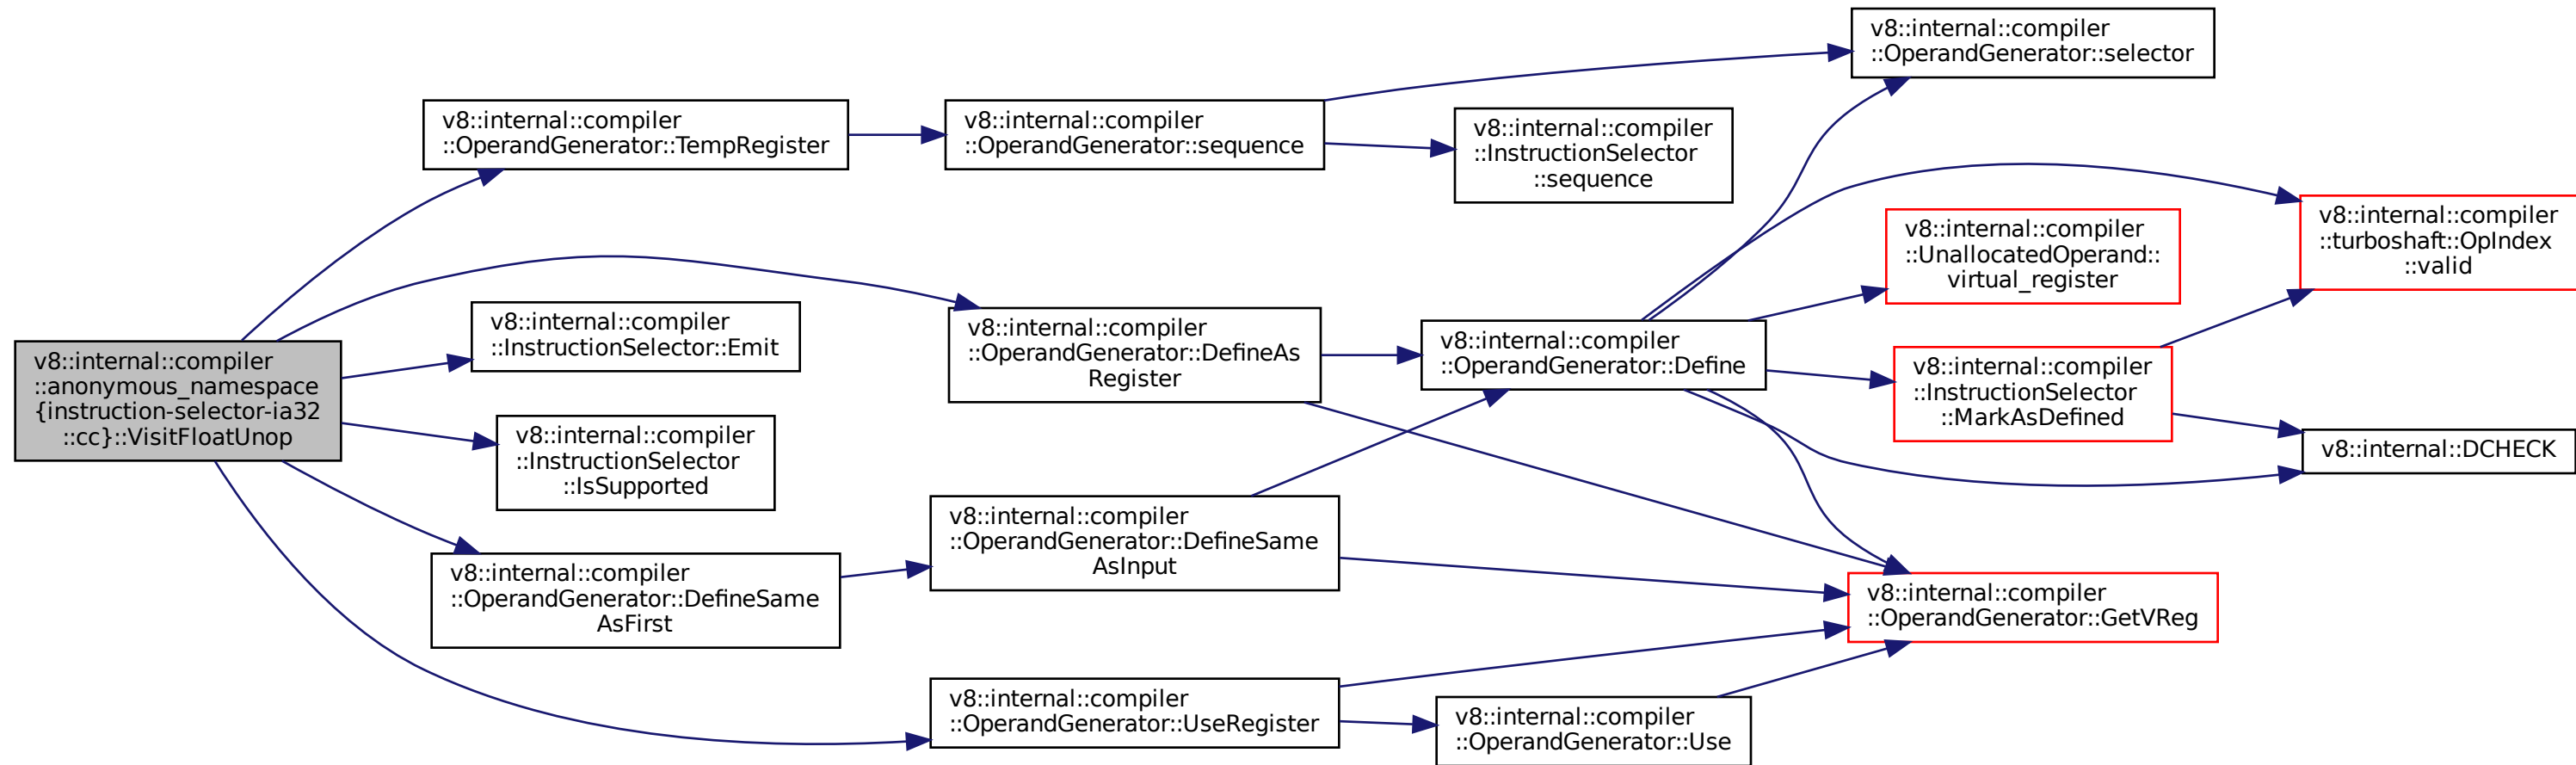 v8::internal::compiler
::anonymous_namespace
{instruction-selector-ia32
::cc}::VisitFloatUnop
v8::internal::compiler
::OperandGenerator::TempRegister
v8::internal::compiler
::InstructionSelector::Emit
v8::internal::compiler
::InstructionSelector
::IsSupported
v8::internal::compiler
::OperandGenerator::DefineSame
AsFirst
v8::internal::compiler
::OperandGenerator::sequence
v8::internal::compiler
::OperandGenerator::DefineAs
Register
v8::internal::compiler
::OperandGenerator::DefineSame
AsInput
v8::internal::compiler
::OperandGenerator::UseRegister
v8::internal::compiler
::InstructionSelector
::sequence
v8::internal::compiler
::OperandGenerator::Define
v8::internal::compiler
::OperandGenerator::Use
v8::internal::compiler
::OperandGenerator::selector
v8::internal::compiler
::UnallocatedOperand::
virtual_register
v8::internal::compiler
::InstructionSelector
::MarkAsDefined
v8::internal::compiler
::OperandGenerator::GetVReg
v8::internal::compiler
::turboshaft::OpIndex
::valid
v8::internal::DCHECK